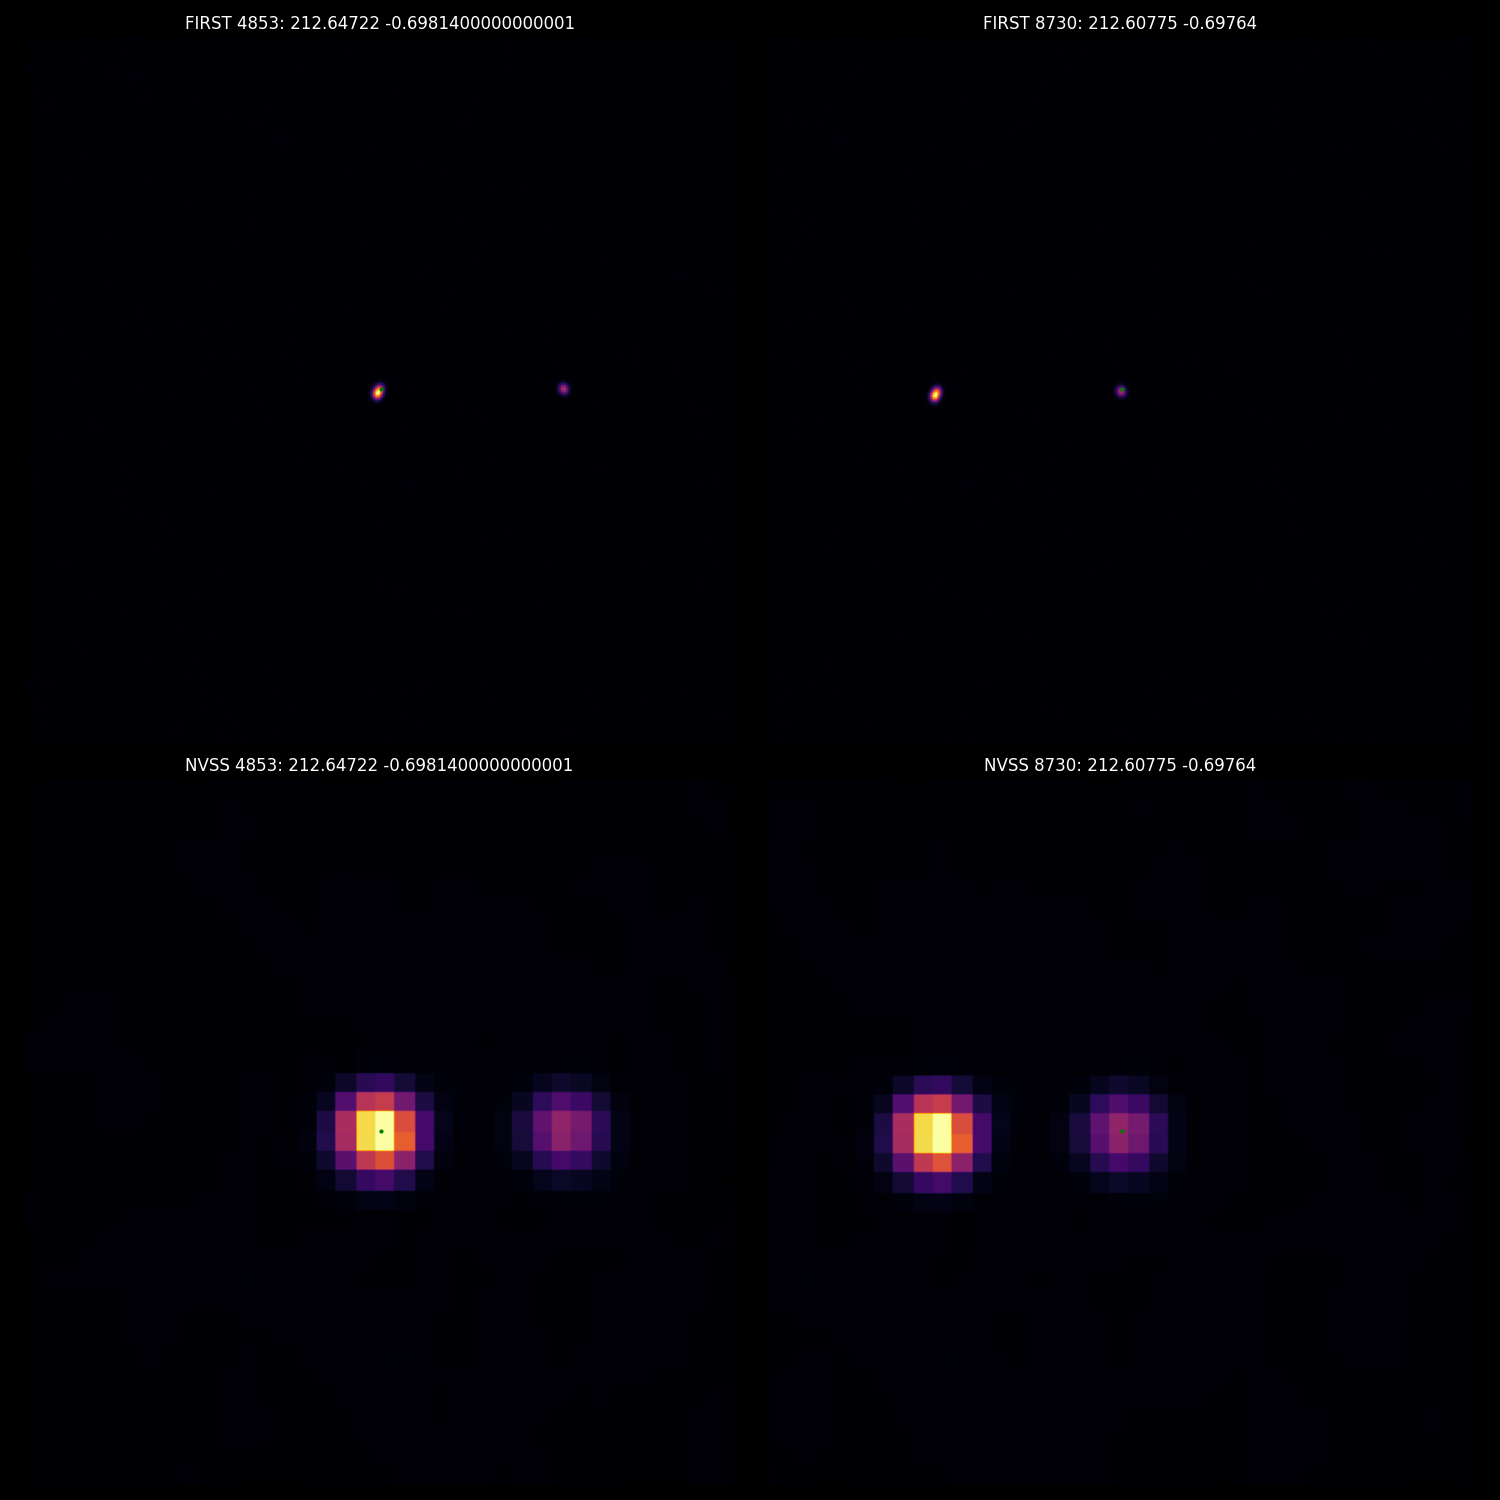 FIRST 4853: 212.64722 -0.6981400000000001
FIRST 8730: 212.60775 -0.69764
NVSS 4853: 212.64722 -0.6981400000000001
NVSS 8730: 212.60775 -0.69764